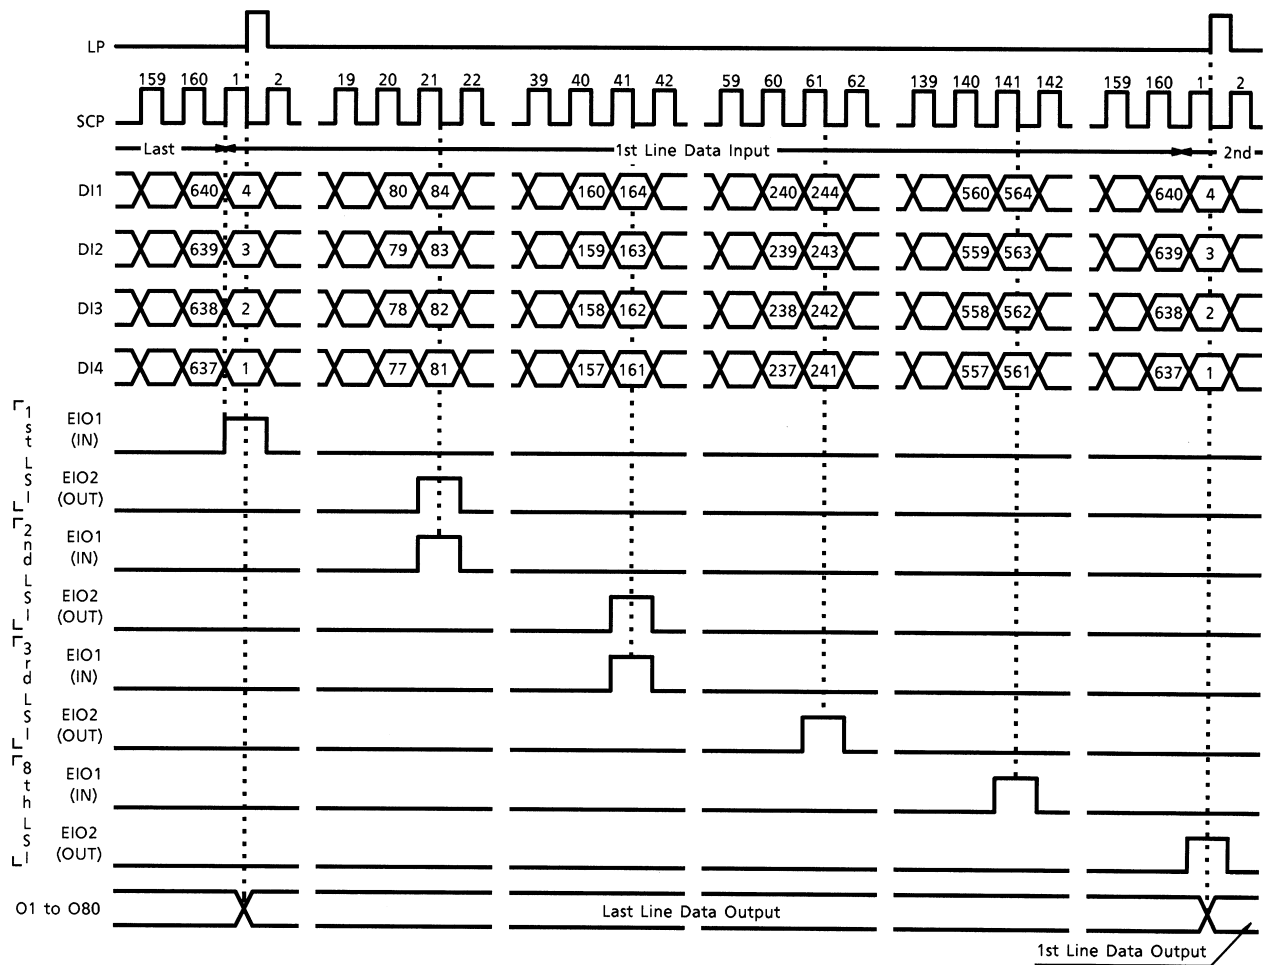 LP
159 160 1 2 19 20 21 22 39 40 41 42 59 60 61 62 139 140 141 142 159 160 1 2
SCP
Last 1st Line Data Input 2nd
DI1 640 4 80 84 160 164 240 244 560 564 640 4
DI2 639 3 79 83 159 163 239 243 559 563 639 3
DI3 638 2 78 82 158 162 238 242 558 562 638 2
DI4 637 1 77 81 157 161 237 241 557 561 637 1
1st LSI
EIO1
(IN)
EIO2
(OUT)
2nd LSI
EIO1
(IN)
EIO2
(OUT)
3rd LSI
EIO1
(IN)
EIO2
(OUT)
8th LSI
EIO1
(IN)
EIO2
(OUT)
O1 to O80 Last Line Data Output
1st Line Data Output